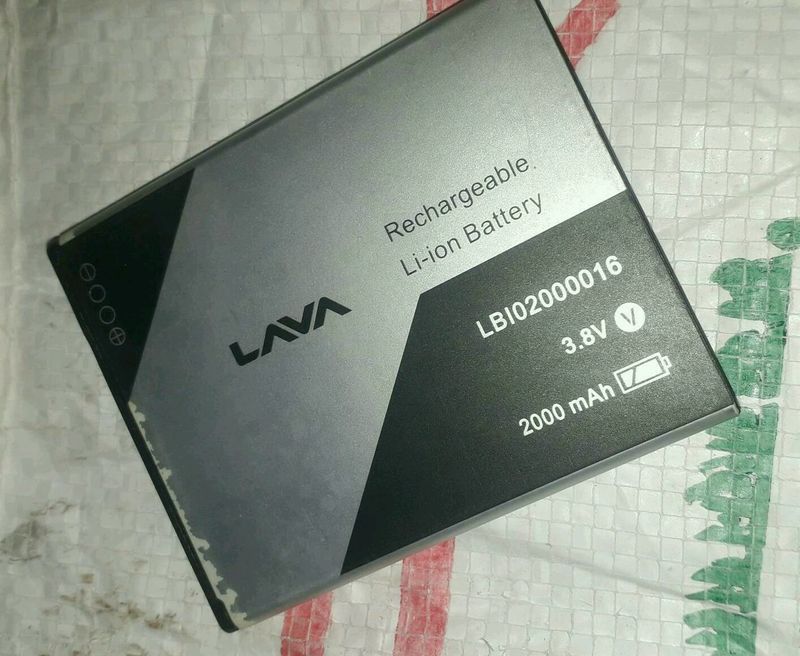 Rechargeable
Li-ion Battery
LAVA
LBI02000016
3.8V V
2000 mAh